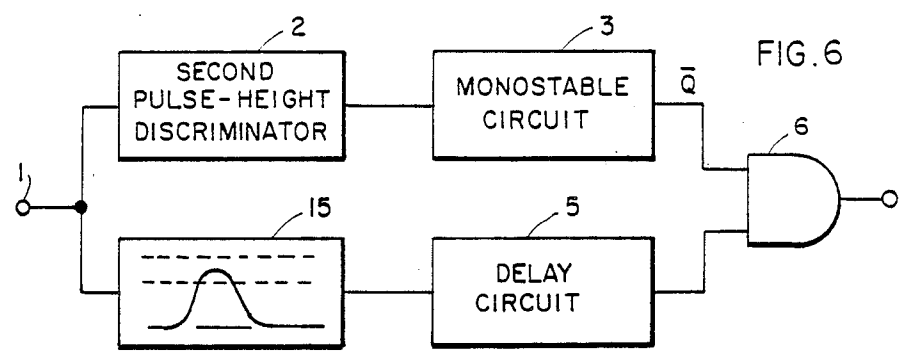 2
3
FIG. 6
SECOND
PULSE-HEIGHT
DISCRIMINATOR
MONOSTABLE
CIRCUIT
Q̅
6
1
15
5
DELAY
CIRCUIT